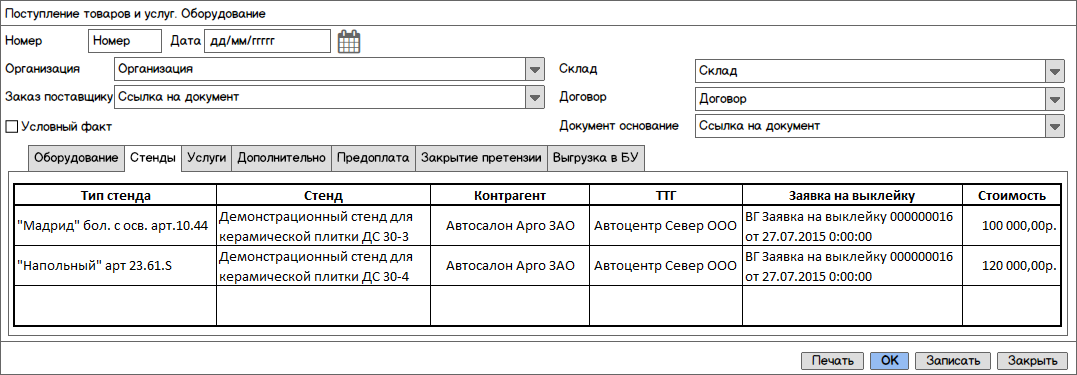 Поступление товаров и услуг. Оборудование
Номер Номер Дата дд/мм/ггггг
Организация Организация Склад Склад
Заказ поставщику Ссылка на документ Договор Договор
Условный факт Документ основание Ссылка на документ
Оборудование Стенды Услуги Дополнительно Предоплата Закрытие претензии Выгрузка в БУ
Тип стенда Стенд Контрагент ТТГ Заявка на выклейку Стоимость
"Мадрид" бол. с осв. арт.10.44 Демонстрационный стенд для керамической плитки ДС 30-3 Автосалон Арго ЗАО Автоцентр Север ООО ВГ Заявка на выклейку 000000016 от 27.07.2015 0:00:00 100 000,00р.
"Напольный" арт 23.61.S Демонстрационный стенд для керамической плитки ДС 30-4 Автосалон Арго ЗАО Автоцентр Север ООО ВГ Заявка на выклейку 000000016 от 27.07.2015 0:00:00 120 000,00р.
Печать ОК Записать Закрыть